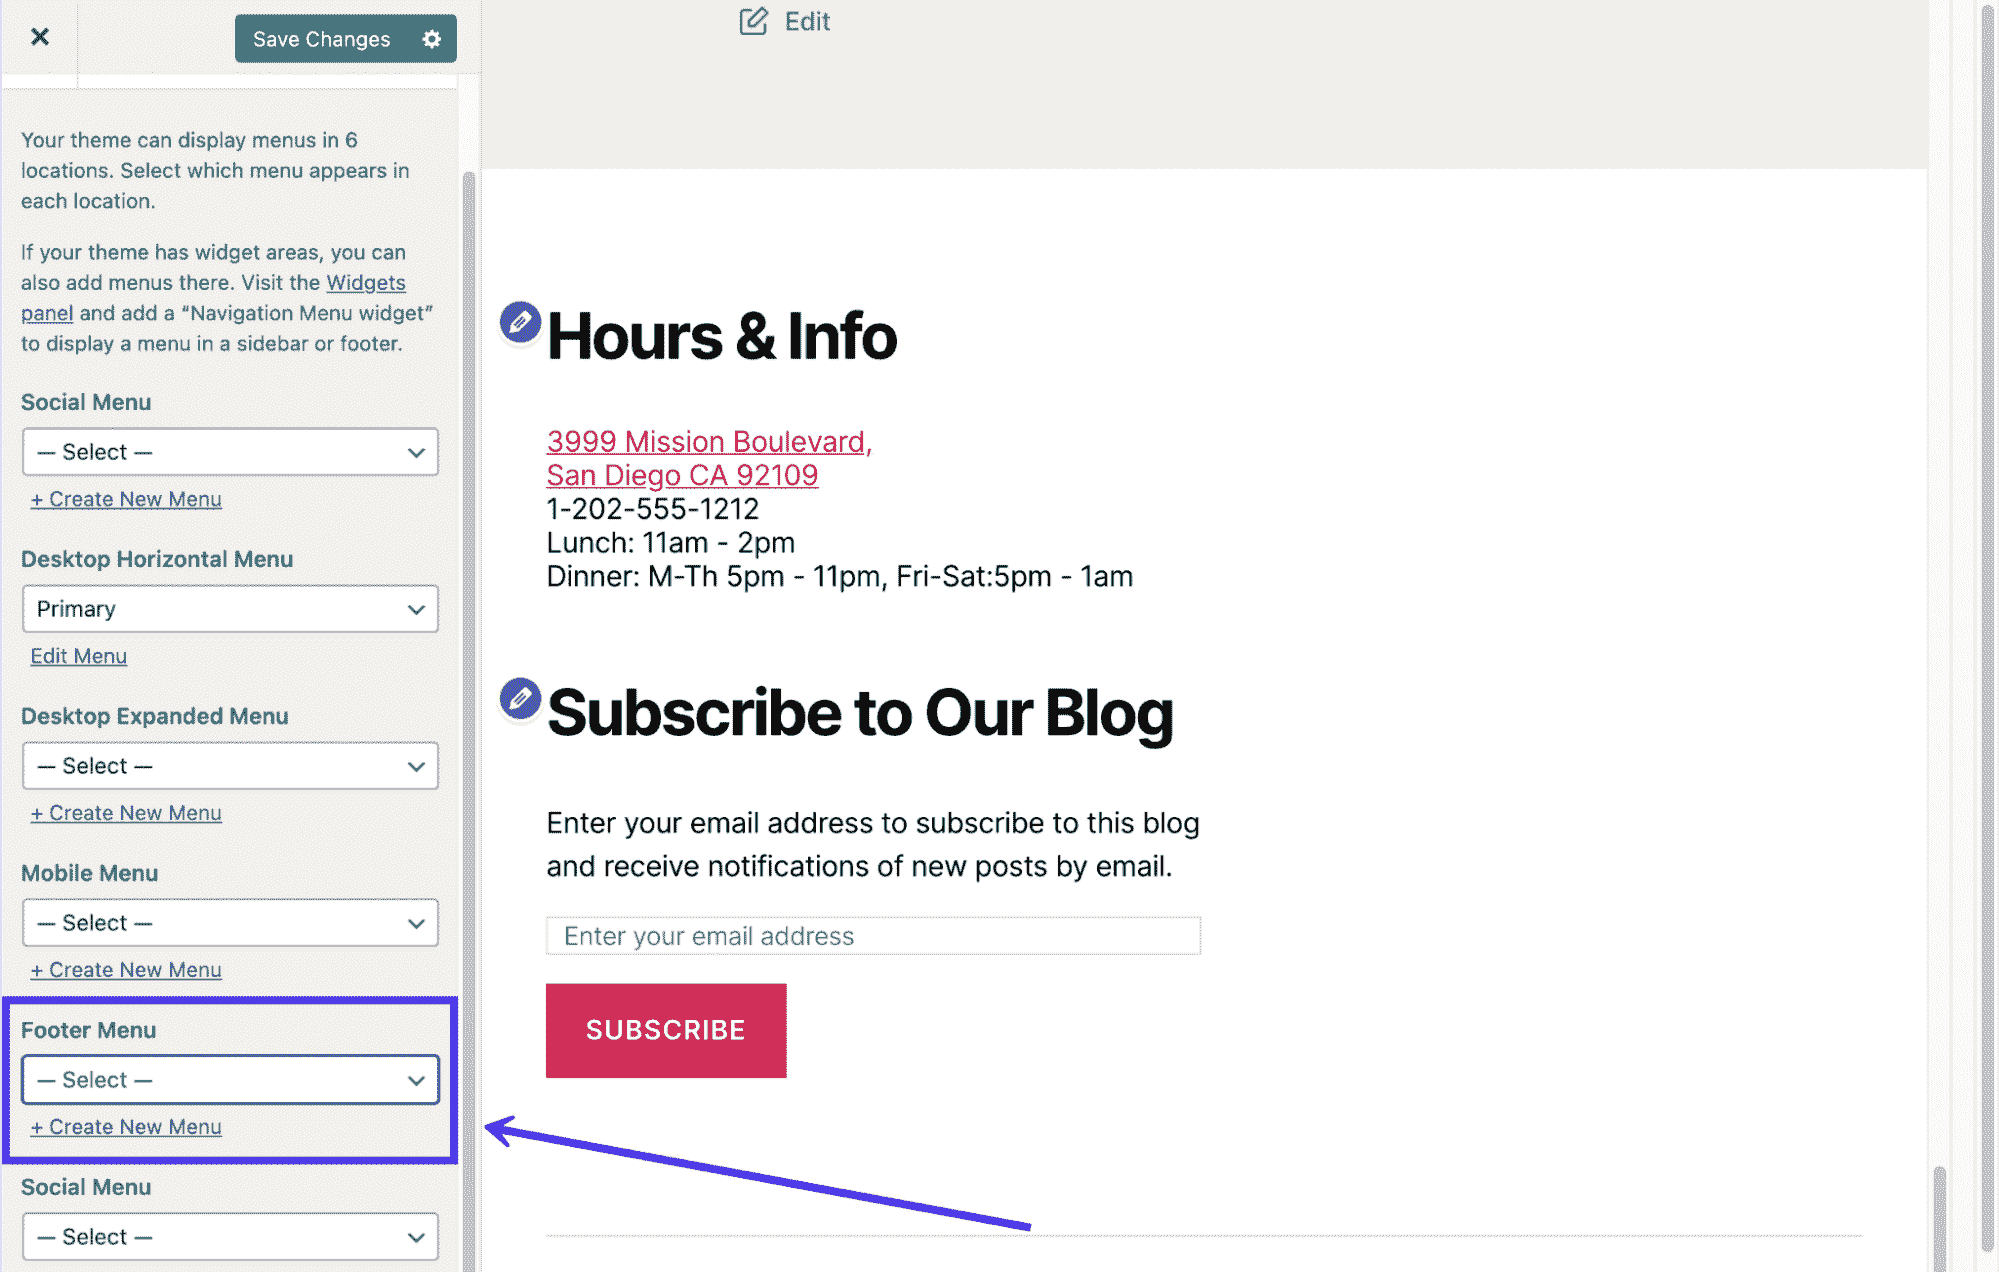 Save Changes
Your theme can display menus in 6
locations. Select which menu appears in
each location.
If your theme has widget areas, you can
also add menus there. Visit the Widgets
panel and add a “Navigation Menu widget”
to display a menu in a sidebar or footer.
Social Menu
— Select —
+ Create New Menu
Desktop Horizontal Menu
Primary
Edit Menu
Desktop Expanded Menu
— Select —
+ Create New Menu
Mobile Menu
— Select —
+ Create New Menu
Footer Menu
— Select —
+ Create New Menu
Social Menu
— Select —
Edit
Hours & Info
3999 Mission Boulevard,
San Diego CA 92109
1-202-555-1212
Lunch: 11am - 2pm
Dinner: M-Th 5pm - 11pm, Fri-Sat:5pm - 1am
Subscribe to Our Blog
Enter your email address to subscribe to this blog
and receive notifications of new posts by email.
Enter your email address
SUBSCRIBE